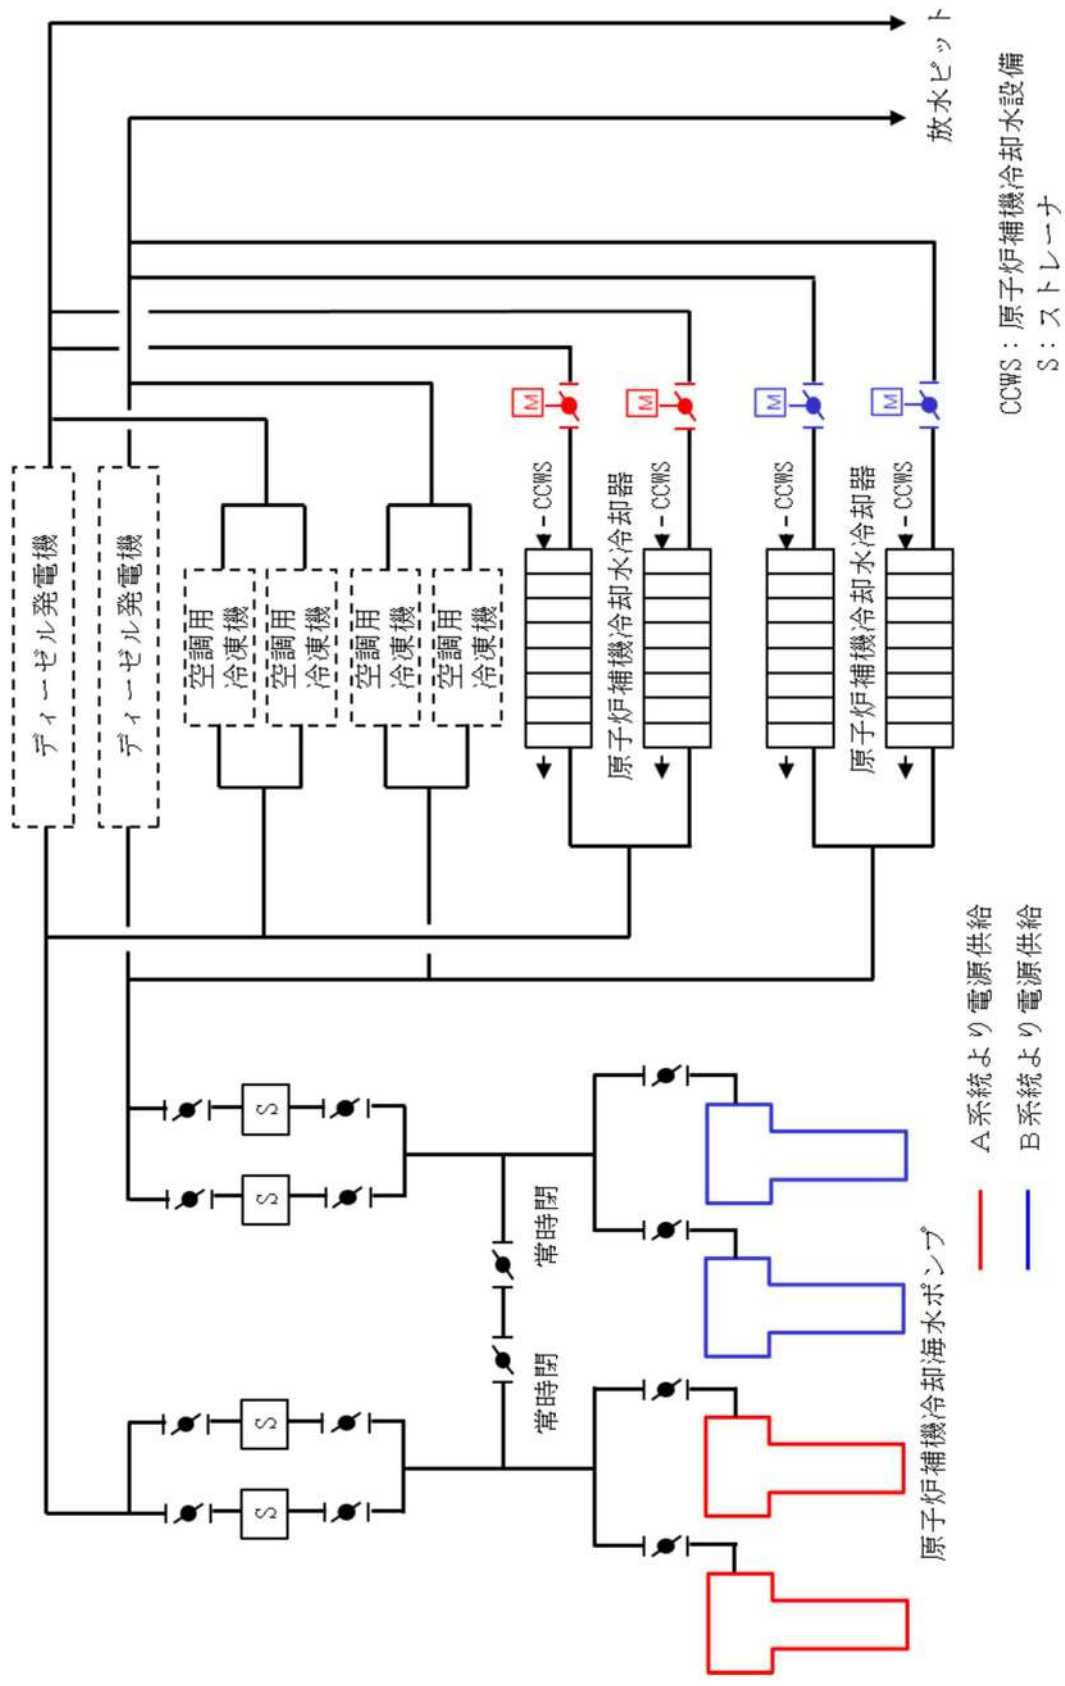 ディーゼル発電機
ディーゼル発電機
空調用
冷凍機
S
S
S
S
空調用
冷凍機
空調用
冷凍機
空調用
冷凍機
常時閉
常時閉
CCWS
M
原子炉補機冷却水冷却器
CCWS
M
CCWS
M
原子炉補機冷却水冷却器
CCWS
M
原子炉補機冷却海水ポンプ
放水ピット
A系統より電源供給
B系統より電源供給
CCWS：原子炉補機冷却水設備
S：ストレーナ